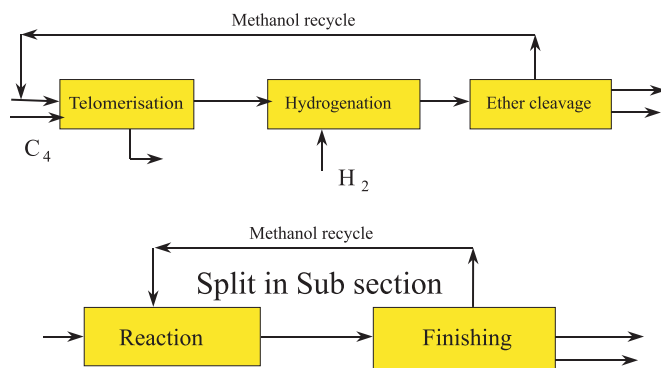 Methanol recycle
Telomerisation
Hydrogenation
Ether cleavage
C4
H2
Methanol recycle
Split in Sub section
Reaction
Finishing